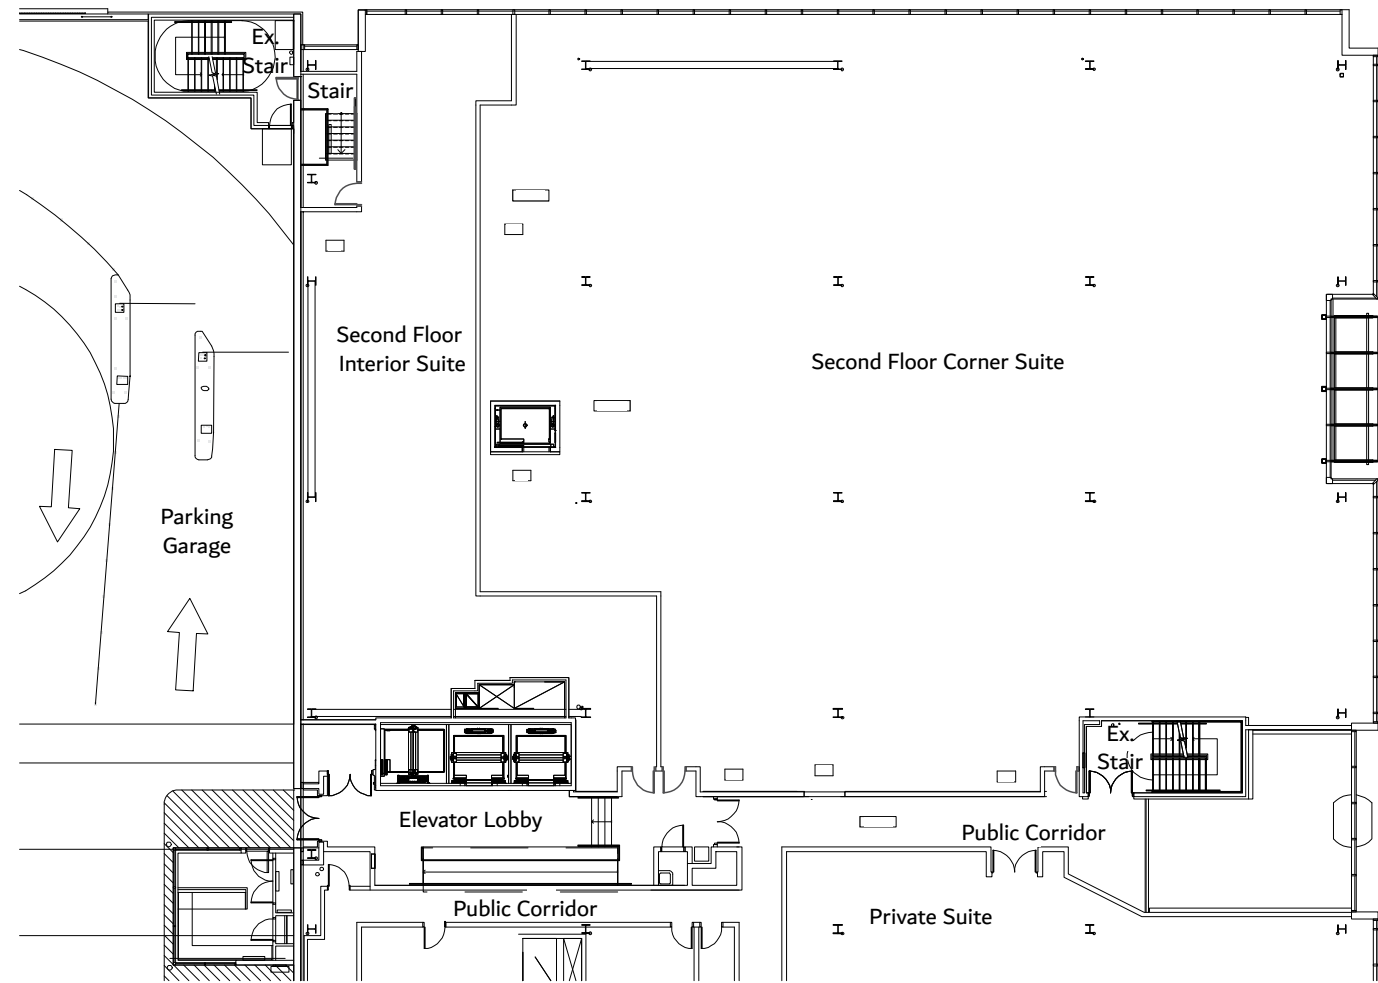 Ex.
Stair
Stair
Second Floor
Interior Suite
Second Floor Corner Suite
Parking
Garage
Ex.
Stair
Elevator Lobby
Public Corridor
Public Corridor
Private Suite